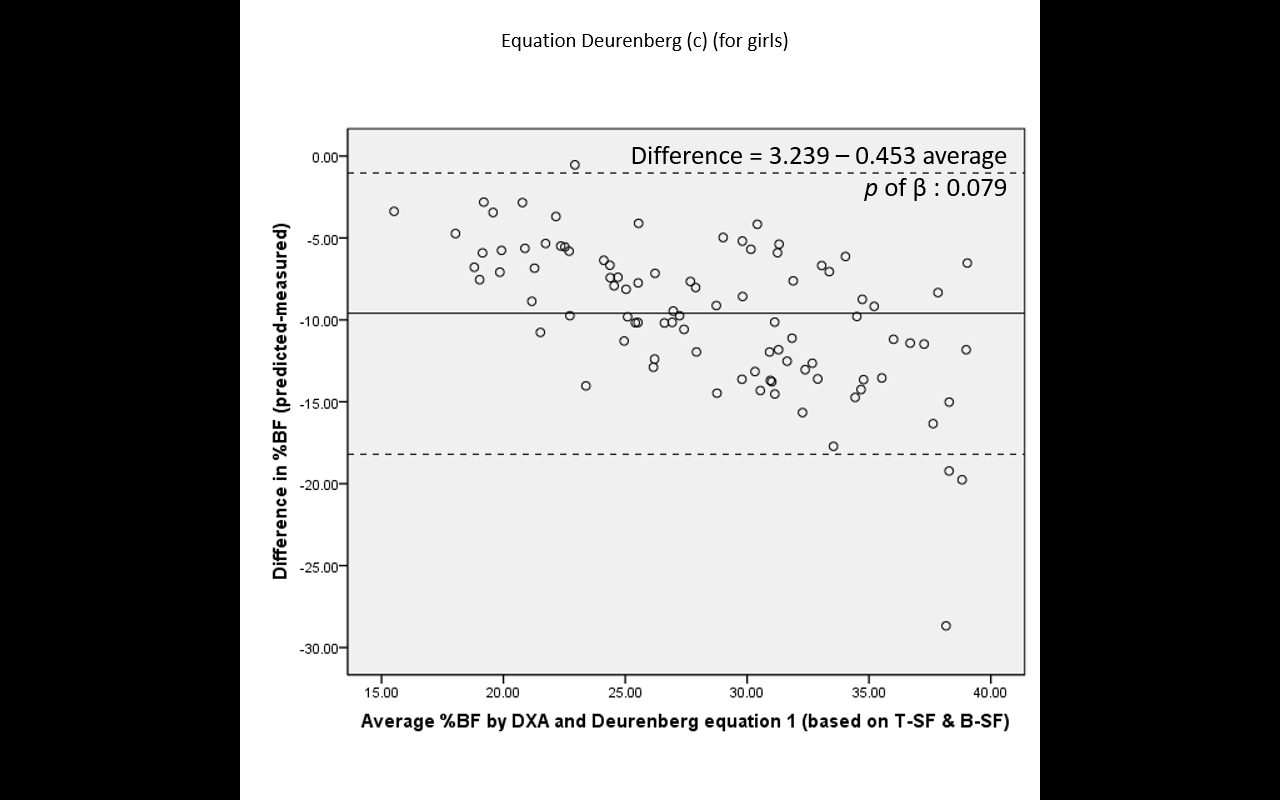 Equation Deurenberg (c) (for girls)
Difference = 3.239 – 0.453 average
p of β : 0.079
Difference in %BF (predicted-measured)
0.00
-5.00
-10.00
-15.00
-20.00
-25.00
-30.00
15.00 20.00 25.00 30.00 35.00 40.00
Average %BF by DXA and Deurenberg equation 1 (based on T-SF & B-SF)